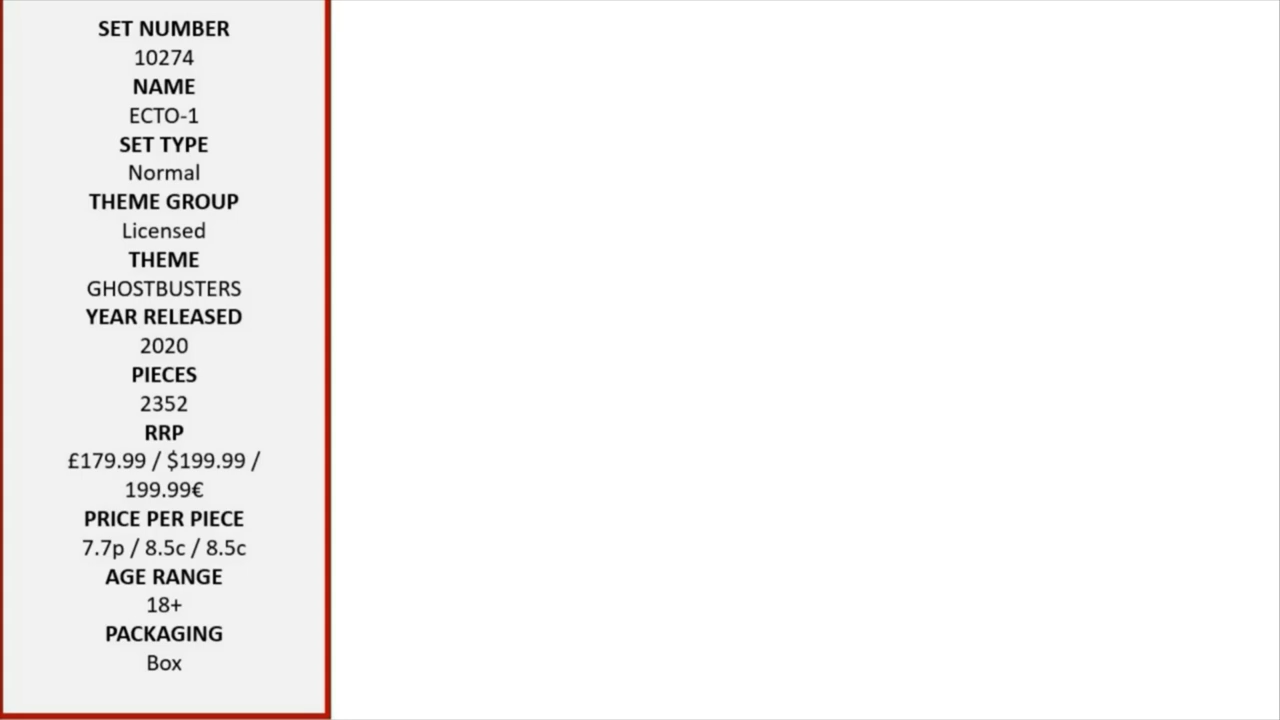 SET NUMBER
10274
NAME
ECTO-1
SET TYPE
Normal
THEME GROUP
Licensed
THEME
GHOSTBUSTERS
YEAR RELEASED
2020
PIECES
2352
RRP
£179.99 / $199.99 /
199.99€
PRICE PER PIECE
7.7p / 8.5c / 8.5c
AGE RANGE
18+
PACKAGING
Box